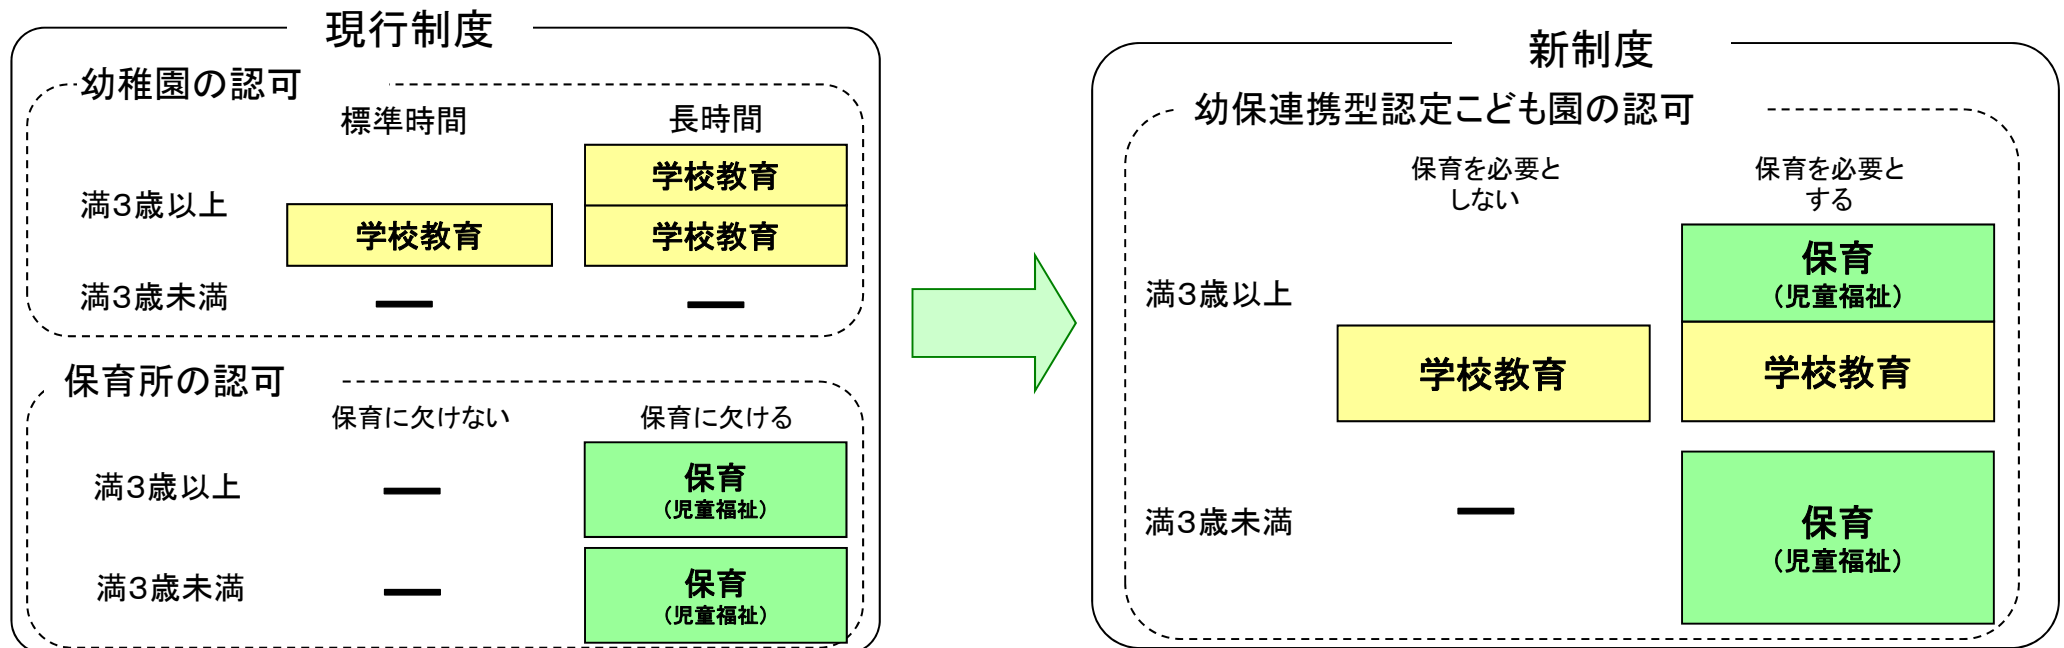 現行制度
幼稚園の認可
標準時間 長時間
学校教育
満３歳以上
学校教育 学校教育
満３歳未満 ― ―
保育所の認可
保育に欠けない 保育に欠ける
満３歳以上 ― 保育
（児童福祉）
満３歳未満 ― 保育
（児童福祉）
新制度
幼保連携型認定こども園の認可
保育を必要と
しない
保育を必要と
する
満３歳以上
保育
（児童福祉）
学校教育 学校教育
満３歳未満 ― 保育
（児童福祉）